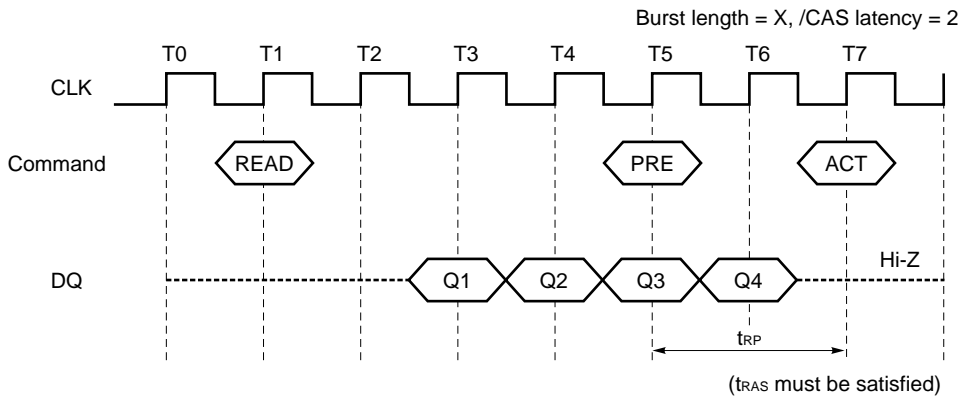 Burst length = X, /CAS latency = 2
T0 T1 T2 T3 T4 T5 T6 T7
CLK
Command READ PRE ACT
DQ Q1 Q2 Q3 Q4 Hi-Z
tRP
(tRAS must be satisfied)